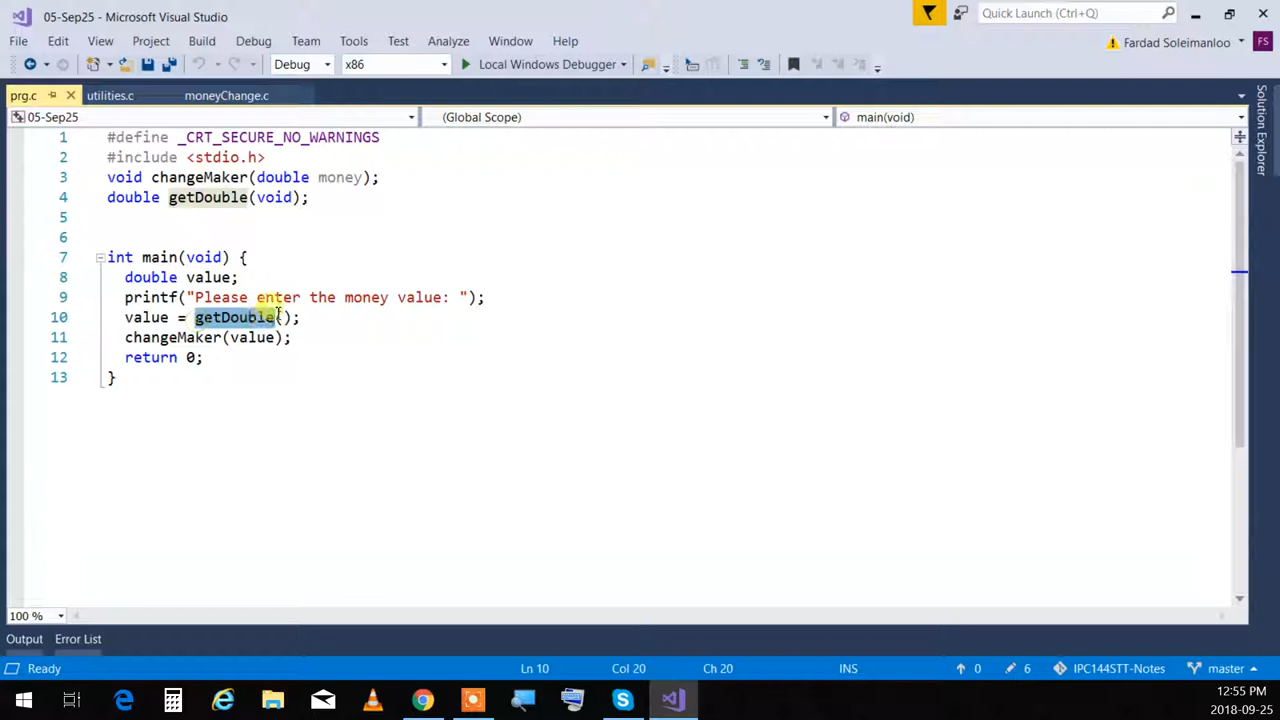 05-Sep25 - Microsoft Visual Studio
Quick Launch (Ctrl+Q)
File Edit View Project Build Debug Team Tools Test Analyze Window Help
Fardad Soleimanloo FS
Debug x86 Local Windows Debugger
prg.c utilities.c moneyChange.c
05-Sep25 (Global Scope) main(void)
1 #define _CRT_SECURE_NO_WARNINGS
2 #include <stdio.h>
3 void changeMaker(double money);
4 double getDouble(void);
5
6
7 int main(void) {
8 double value;
9 printf("Please enter the money value: ");
10 value = getDouble();
11 changeMaker(value);
12 return 0;
13 }
Solution Explorer
100 %
Output Error List
Ready Ln 10 Col 20 Ch 20 INS 0 6 IPC144STT-Notes master
12:55 PM
2018-09-25